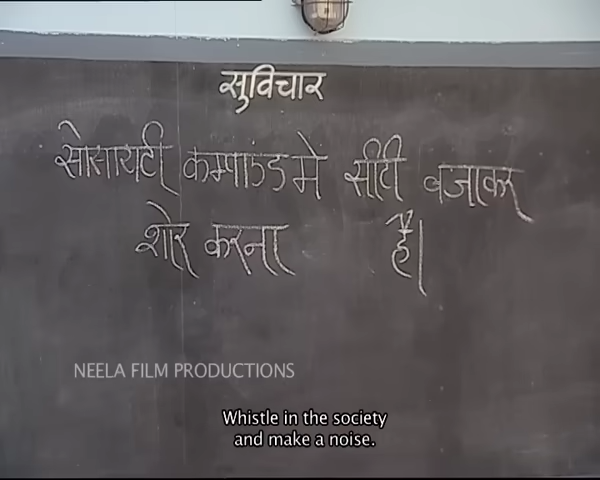 सुविचार
सोसायटी कम्पाउंड में सीटी बजाकर
शोर करना है।
NEELA FILM PRODUCTIONS
Whistle in the society
and make a noise.